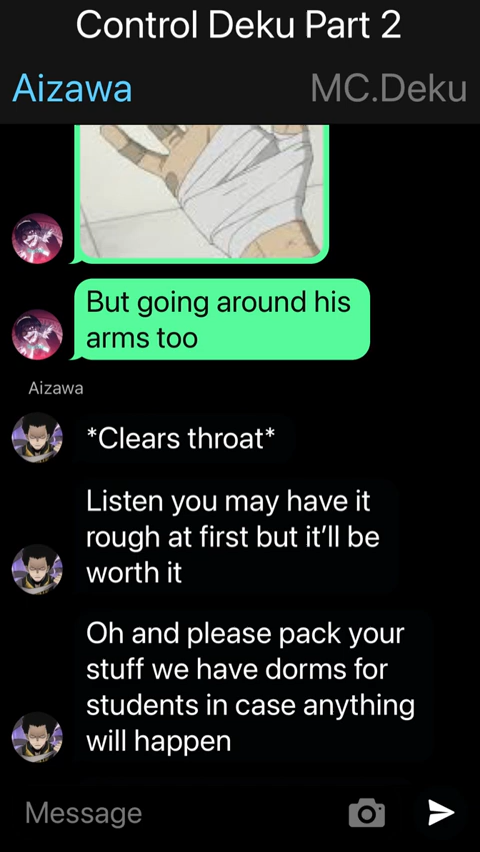 Control Deku Part 2
Aizawa MC.Deku
But going around his
arms too
Aizawa
*Clears throat*
Listen you may have it
rough at first but it’ll be
worth it
Oh and please pack your
stuff we have dorms for
students in case anything
will happen
Message